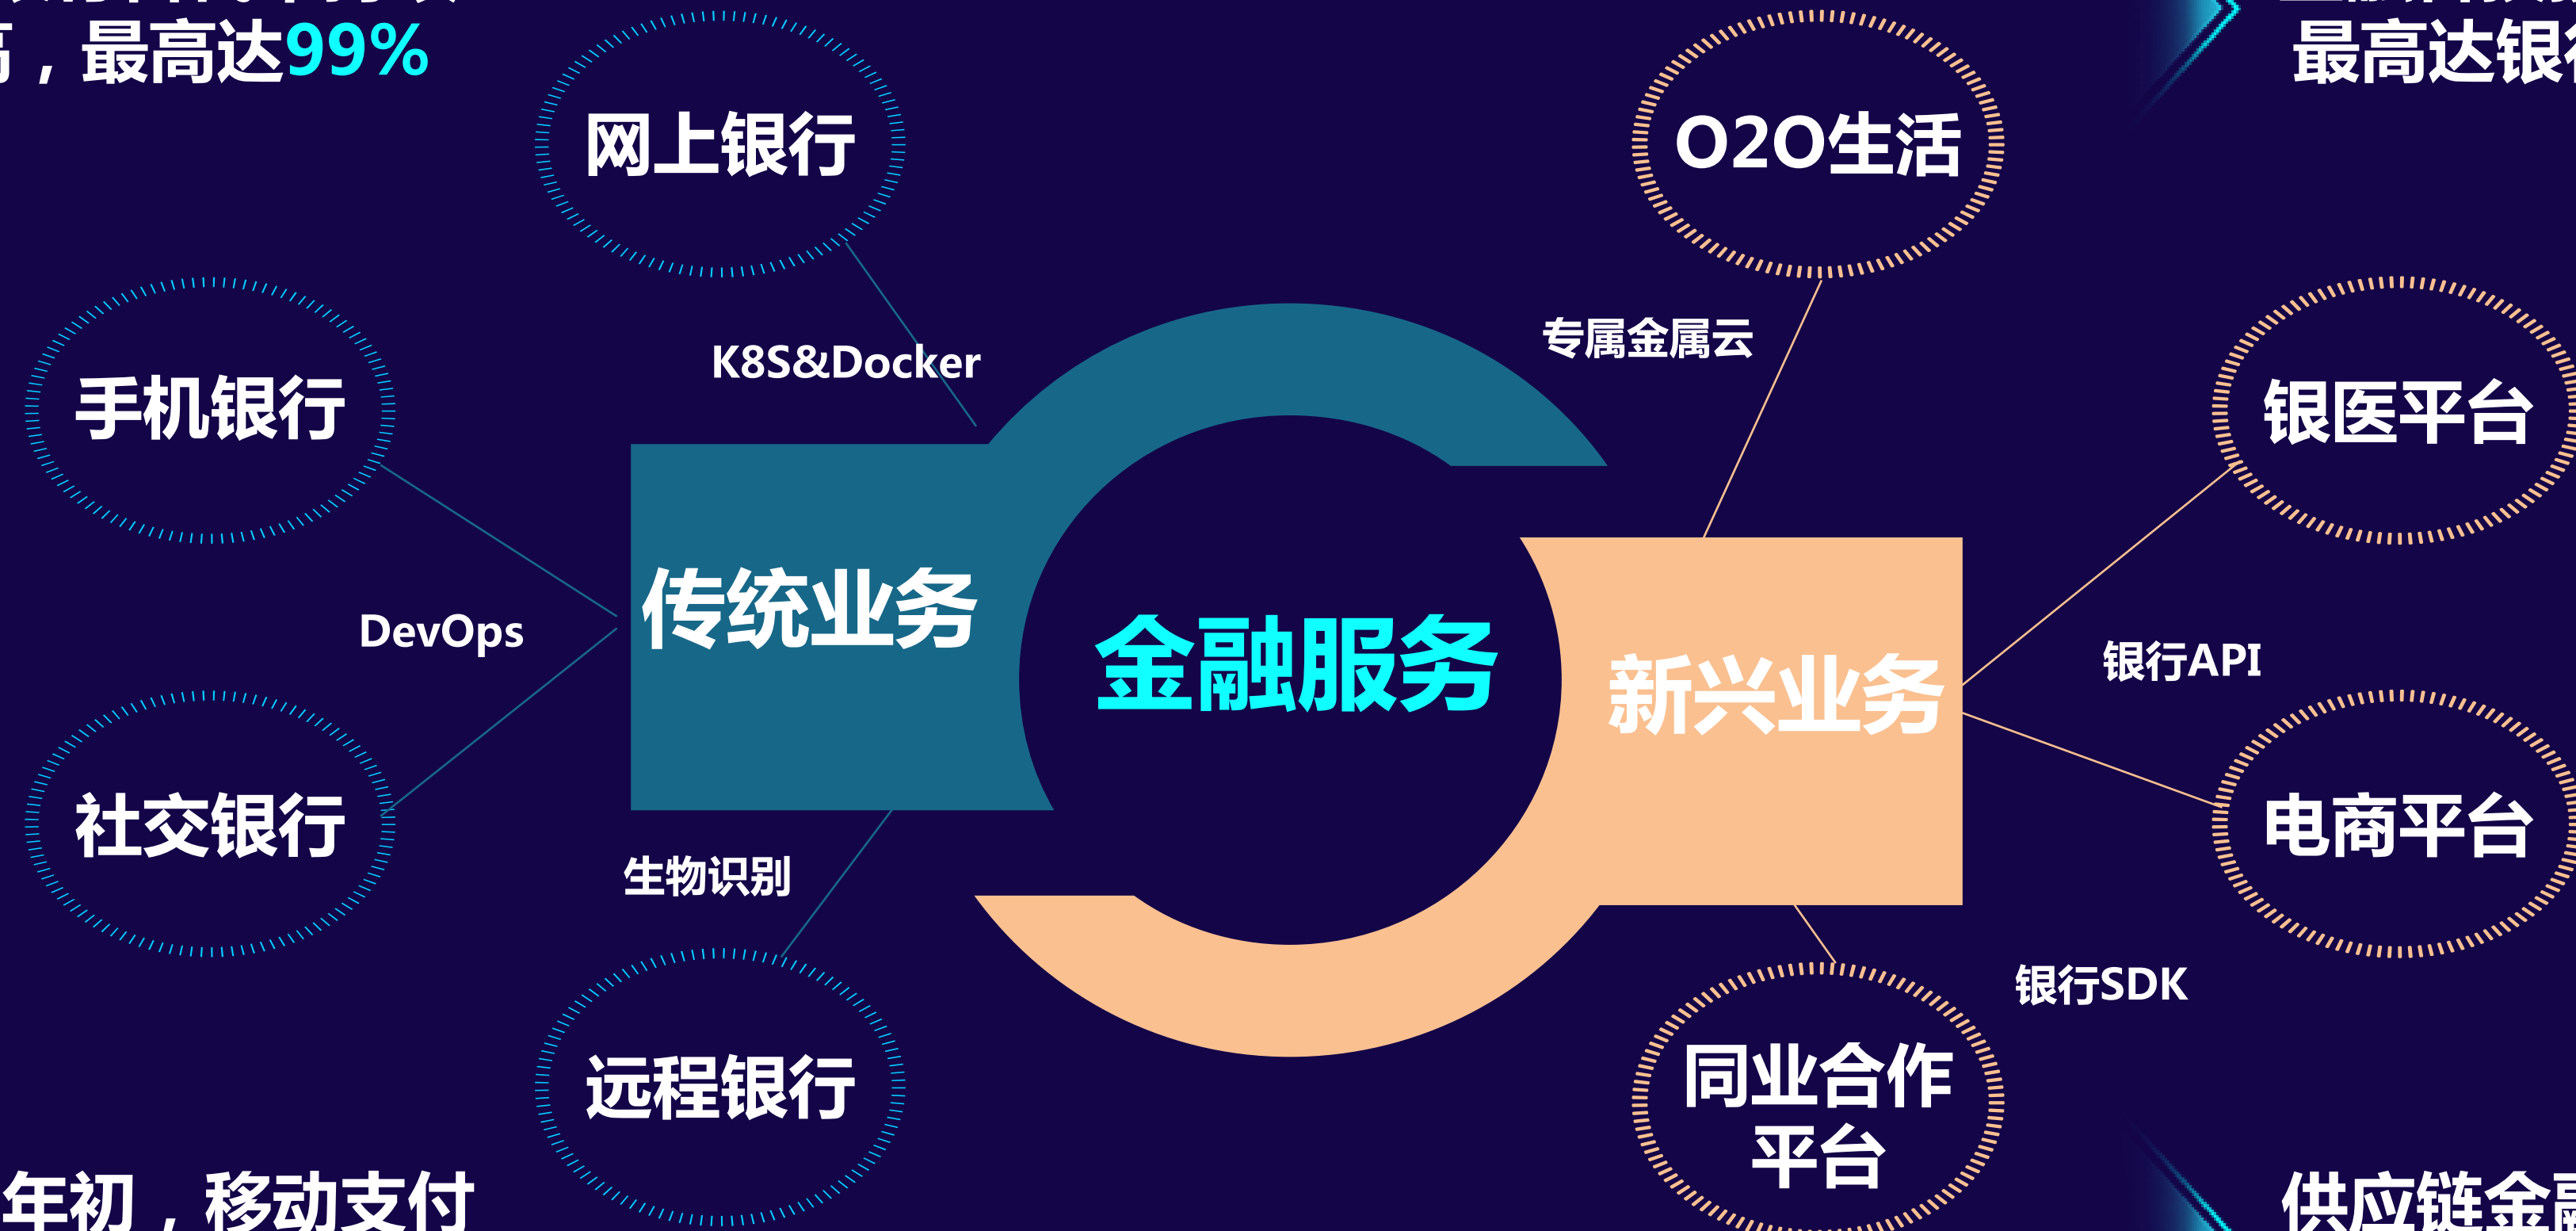 高，最高达99%
最高达银行
网上银行
O2O生活
专属金属云
K8S&Docker
手机银行
银医平台
传统业务
金融服务
DevOps
新兴业务
银行API
社交银行
电商平台
生物识别
银行SDK
远程银行
同业合作
平台
年初，移动支付
供应链金融